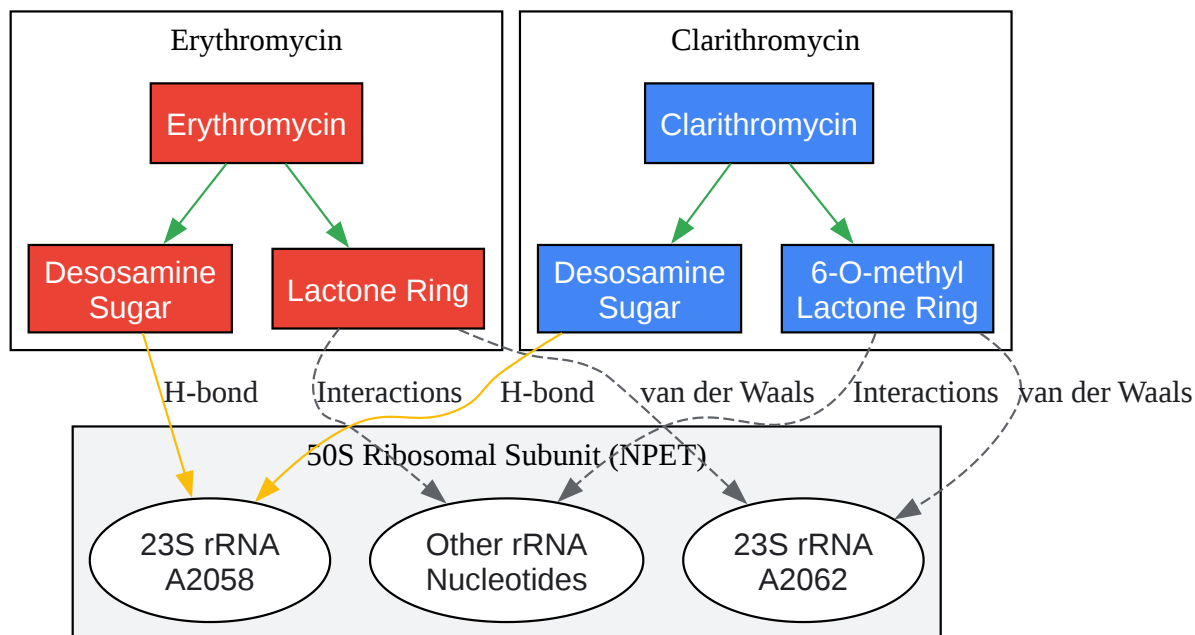 Erythromycin
Clarithromycin
Erythromycin
Clarithromycin
Desosamine
Sugar
Lactone Ring
Desosamine
Sugar
6-O-methyl
Lactone Ring
H-bond
Interactions
H-bond
van der Waals
Interactions
van der Waals
50S Ribosomal Subunit (NPET)
23S rRNA
A2058
Other rRNA
Nucleotides
23S rRNA
A2062